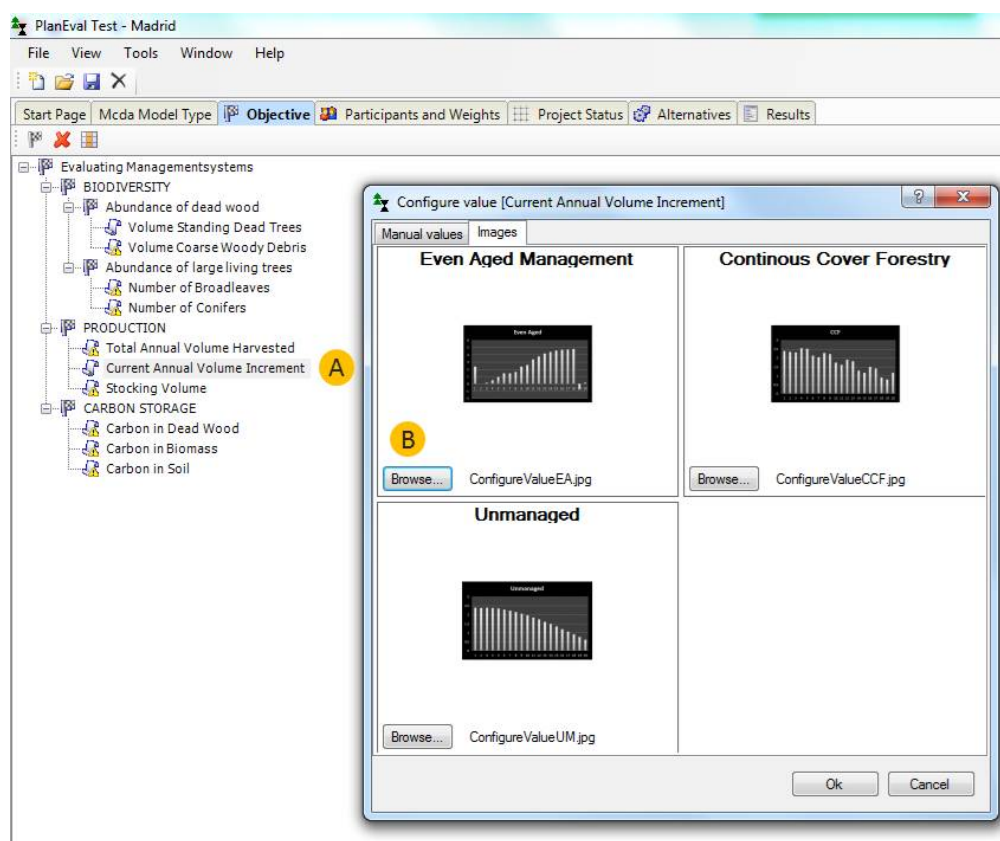 PlanEval Test - Madrid
File View Tools Window Help
Start Page Mcda Model Type Objective Participants and Weights Project Status Alternatives Results
Evaluating Managementsystems
BIODIVERSITY
Abundance of dead wood
Volume Standing Dead Trees
Volume Coarse Woody Debris
Abundance of large living trees
Number of Broadleaves
Number of Conifers
PRODUCTION
Total Annual Volume Harvested
Current Annual Volume Increment
A
Stocking Volume
CARBON STORAGE
Carbon in Dead Wood
Carbon in Biomass
Carbon in Soil
Configure value [Current Annual Volume Increment]
Manual values Images
Even Aged Management
Even Aged
B
Browse... ConfigureValueEA.jpg
Continous Cover Forestry
CCF
Browse... ConfigureValueCCF.jpg
Unmanaged
Unmanaged
Browse... ConfigureValueUM.jpg
Ok Cancel